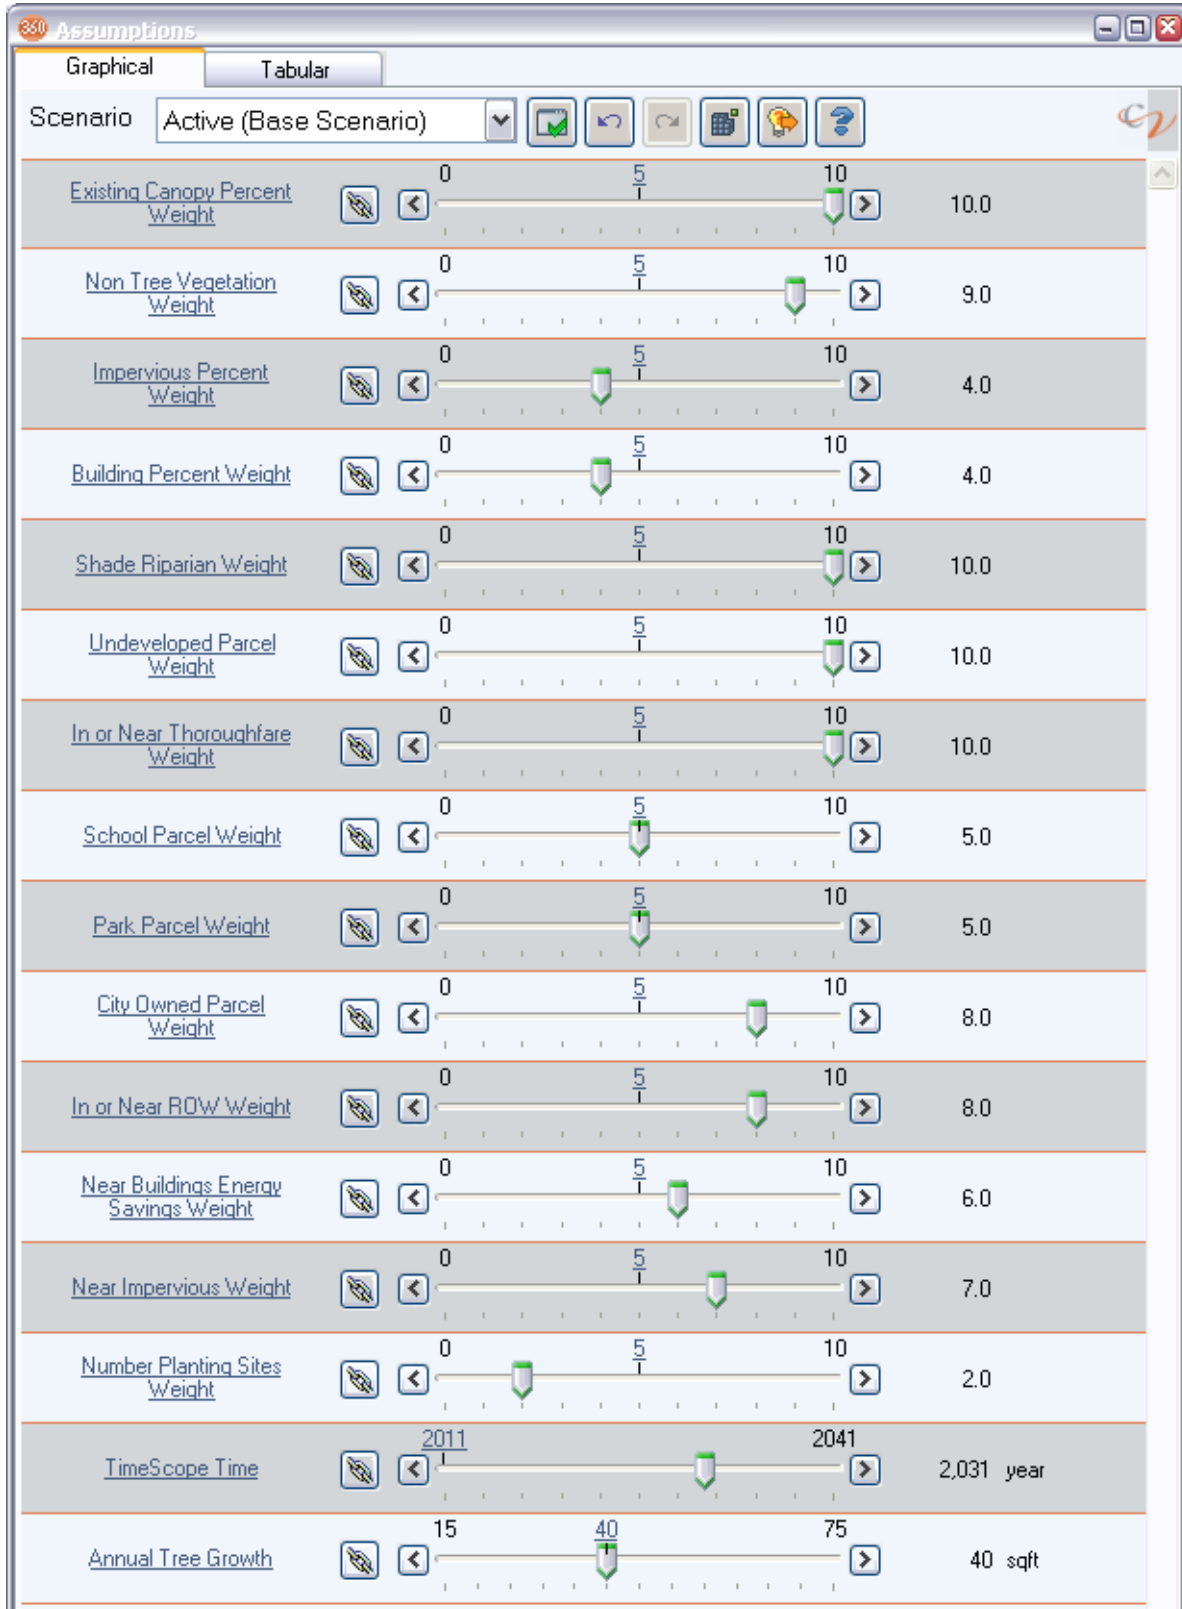 360 Assumptions
Graphical Tabular
Scenario Active (Base Scenario) ? CV
0 5 10
Existing Canopy Percent
Weight
10.0
0 5 10
Non Tree Vegetation
Weight
9.0
0 5 10
Impervious Percent
Weight
4.0
0 5 10
Building Percent Weight 4.0
0 5 10
Shade Riparian Weight 10.0
0 5 10
Undeveloped Parcel
Weight
10.0
0 5 10
In or Near Thoroughfare
Weight
10.0
0 5 10
School Parcel Weight 5.0
0 5 10
Park Parcel Weight 5.0
0 5 10
City Owned Parcel
Weight
8.0
0 5 10
In or Near ROW Weight 8.0
0 5 10
Near Buildings Energy
Savings Weight
6.0
0 5 10
Near Impervious Weight 7.0
0 5 10
Number Planting Sites
Weight
2.0
2011 2041
TimeScope Time 2,031 year
15 40 75
Annual Tree Growth 40 sqft